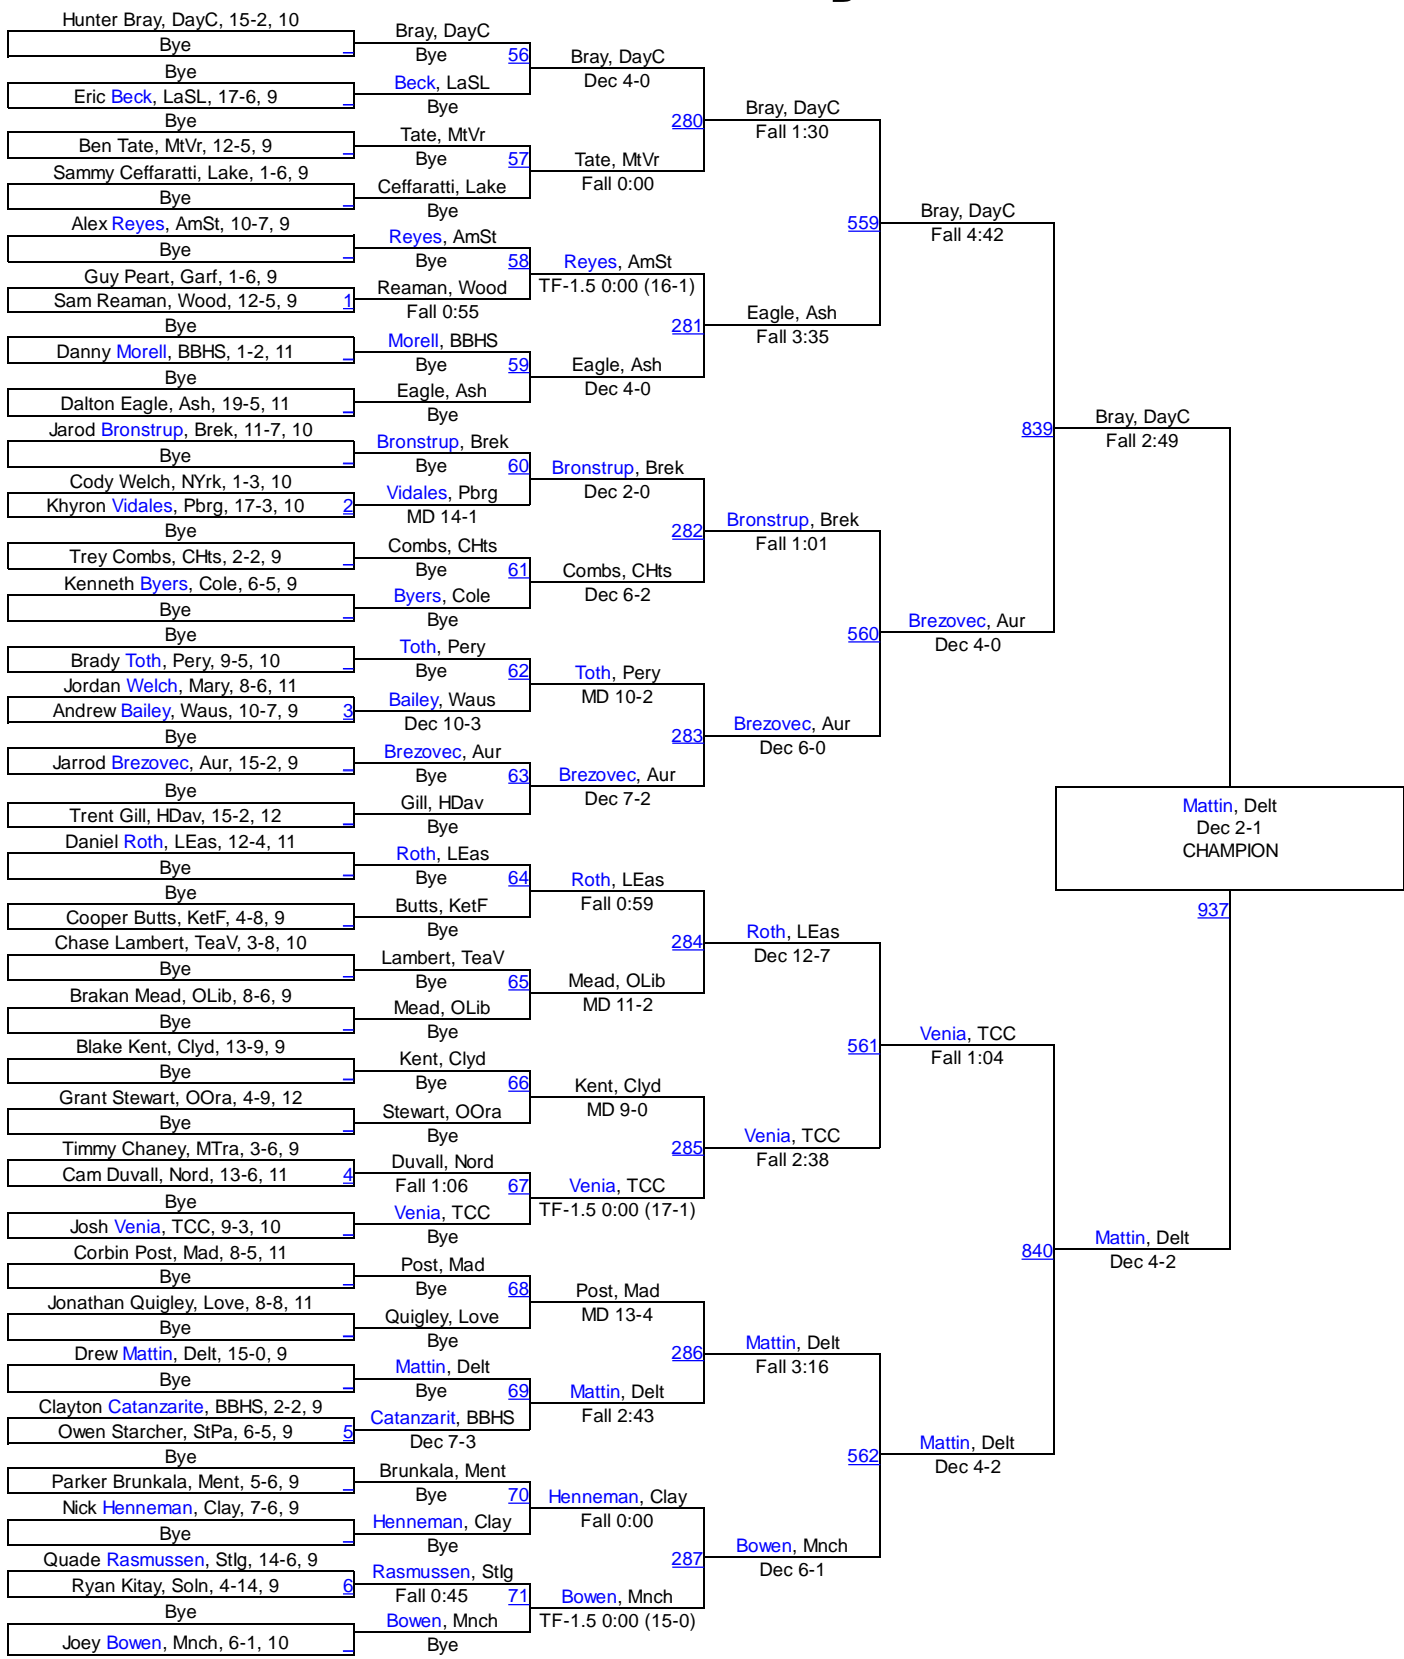 Hunter Bray, DayC, 15-2, 10
Bye
Bye
Eric Beck, LaSL, 17-6, 9
Bye
Ben Tate, MtVr, 12-5, 9
Sammy Ceffaratti, Lake, 1-6, 9
Bye
Alex Reyes, AmSt, 10-7, 9
Bye
Guy Peart, Garf, 1-6, 9
Sam Reaman, Wood, 12-5, 9 1
Bye
Danny Morell, BBHS, 1-2, 11
Bye
Dalton Eagle, Ash, 19-5, 11
Jarod Bronstrup, Brek, 11-7, 10
Bye
Cody Welch, NYrk, 1-3, 10
Khyron Vidales, Pbrg, 17-3, 10 2
Bye
Trey Combs, CHts, 2-2, 9
Kenneth Byers, Cole, 6-5, 9
Bye
Bye
Brady Toth, Pery, 9-5, 10
Jordan Welch, Mary, 8-6, 11
Andrew Bailey, Waus, 10-7, 9 3
Bye
Jarrod Brezovec, Aur, 15-2, 9
Bye
Trent Gill, HDav, 15-2, 12
Daniel Roth, LEas, 12-4, 11
Bye
Bye
Cooper Butts, KetF, 4-8, 9
Chase Lambert, TeaV, 3-8, 10
Bye
Brakan Mead, OLib, 8-6, 9
Bye
Blake Kent, Clyd, 13-9, 9
Bye
Grant Stewart, OOra, 4-9, 12
Bye
Timmy Chaney, MTra, 3-6, 9
Cam Duvall, Nord, 13-6, 11 4
Bye
Josh Venia, TCC, 9-3, 10
Corbin Post, Mad, 8-5, 11
Bye
Jonathan Quigley, Love, 8-8, 11
Bye
Drew Mattin, Delt, 15-0, 9
Bye
Clayton Catanzarite, BBHS, 2-2, 9
Owen Starcher, StPa, 6-5, 9 5
Bye
Parker Brunkala, Ment, 5-6, 9
Nick Henneman, Clay, 7-6, 9
Bye
Quade Rasmussen, StIg, 14-6, 9
Ryan Kitay, Soln, 4-14, 9 6
Bye
Joey Bowen, Mnch, 6-1, 10
Bray, DayC
Bye 56
Beck, LaSL
Bye
Tate, MtVr
Bye 57
Ceffaratti, Lake
Bye
Reyes, AmSt
Bye 58
Reaman, Wood
Fall 0:55
Morell, BBHS
Bye 59
Eagle, Ash
Bye
Bronstrup, Brek
Bye 60
Vidales, Pbrg
MD 14-1
Combs, CHts
Bye 61
Byers, Cole
Bye
Toth, Pery
Bye 62
Bailey, Waus
Dec 10-3
Brezovec, Aur
Bye 63
Gill, HDav
Bye
Roth, LEas
Bye 64
Butts, KetF
Bye
Lambert, TeaV
Bye 65
Mead, OLib
Bye
Kent, Clyd
Bye 66
Stewart, OOra
Bye
Duvall, Nord
Fall 1:06 67
Venia, TCC
Bye
Post, Mad
Bye 68
Quigley, Love
Bye
Mattin, Delt
Bye 69
Catanzarit, BBHS
Dec 7-3
Brunkala, Ment
Bye 70
Henneman, Clay
Bye
Rasmussen, StIg
Fall 0:45 71
Bowen, Mnch
Bye
Bray, DayC
Dec 4-0
280
Tate, MtVr
Fall 0:00
Reyes, AmSt
TF-1.5 0:00 (16-1)
281
Eagle, Ash
Dec 4-0
Bronstrup, Brek
Dec 2-0
282
Combs, CHts
Dec 6-2
Toth, Pery
MD 10-2
283
Brezovec, Aur
Dec 7-2
Roth, LEas
Fall 0:59
284
Mead, OLib
MD 11-2
Kent, Clyd
MD 9-0
285
Venia, TCC
TF-1.5 0:00 (17-1)
Post, Mad
MD 13-4
286
Mattin, Delt
Fall 2:43
Henneman, Clay
Fall 0:00
287
Bowen, Mnch
TF-1.5 0:00 (15-0)
Bray, DayC
Fall 1:30
559
Eagle, Ash
Fall 3:35
Bronstrup, Brek
Fall 1:01
560
Brezovec, Aur
Dec 6-0
Roth, LEas
Dec 12-7
561
Venia, TCC
Fall 2:38
Mattin, Delt
Fall 3:16
562
Bowen, Mnch
Dec 6-1
Bray, DayC
Fall 4:42
839
Brezovec, Aur
Dec 4-0
Venia, TCC
Fall 1:04
840
Mattin, Delt
Dec 4-2
Bray, DayC
Fall 2:49
Mattin, Delt
Dec 2-1
CHAMPION
937
Mattin, Delt
Dec 4-2